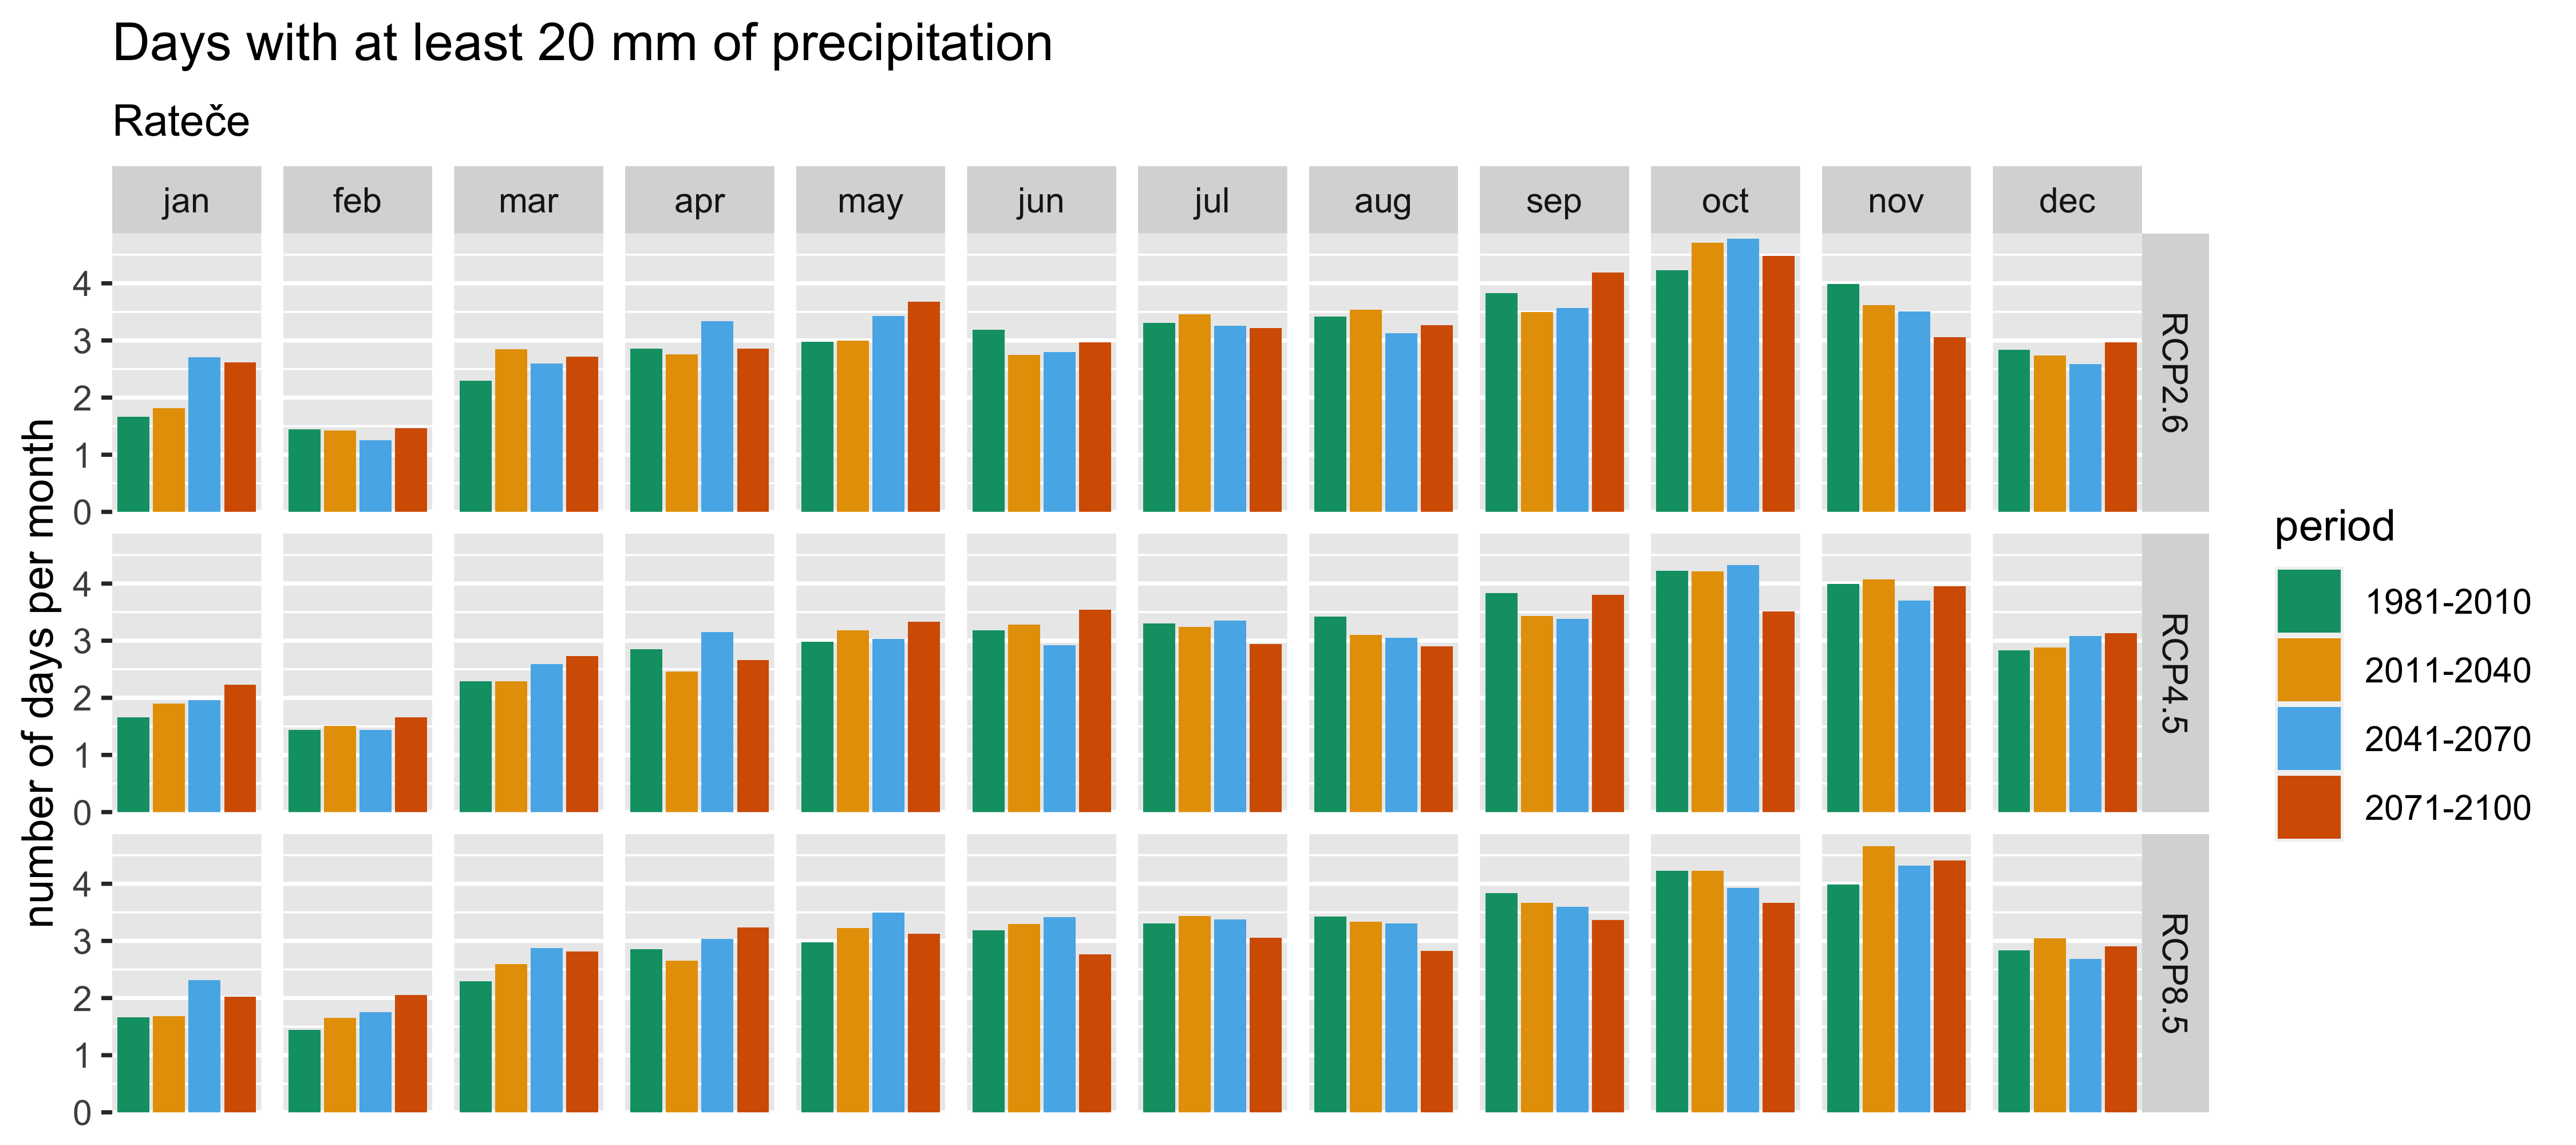 Days with at least 20 mm of precipitation
Rateče
jan feb mar apr may jun jul aug sep oct nov dec
number of days per month
4
3
2
1
0
RCP2.6
4
3
2
1
0
RCP4.5
4
3
2
1
0
RCP8.5
period
1981-2010
2011-2040
2041-2070
2071-2100